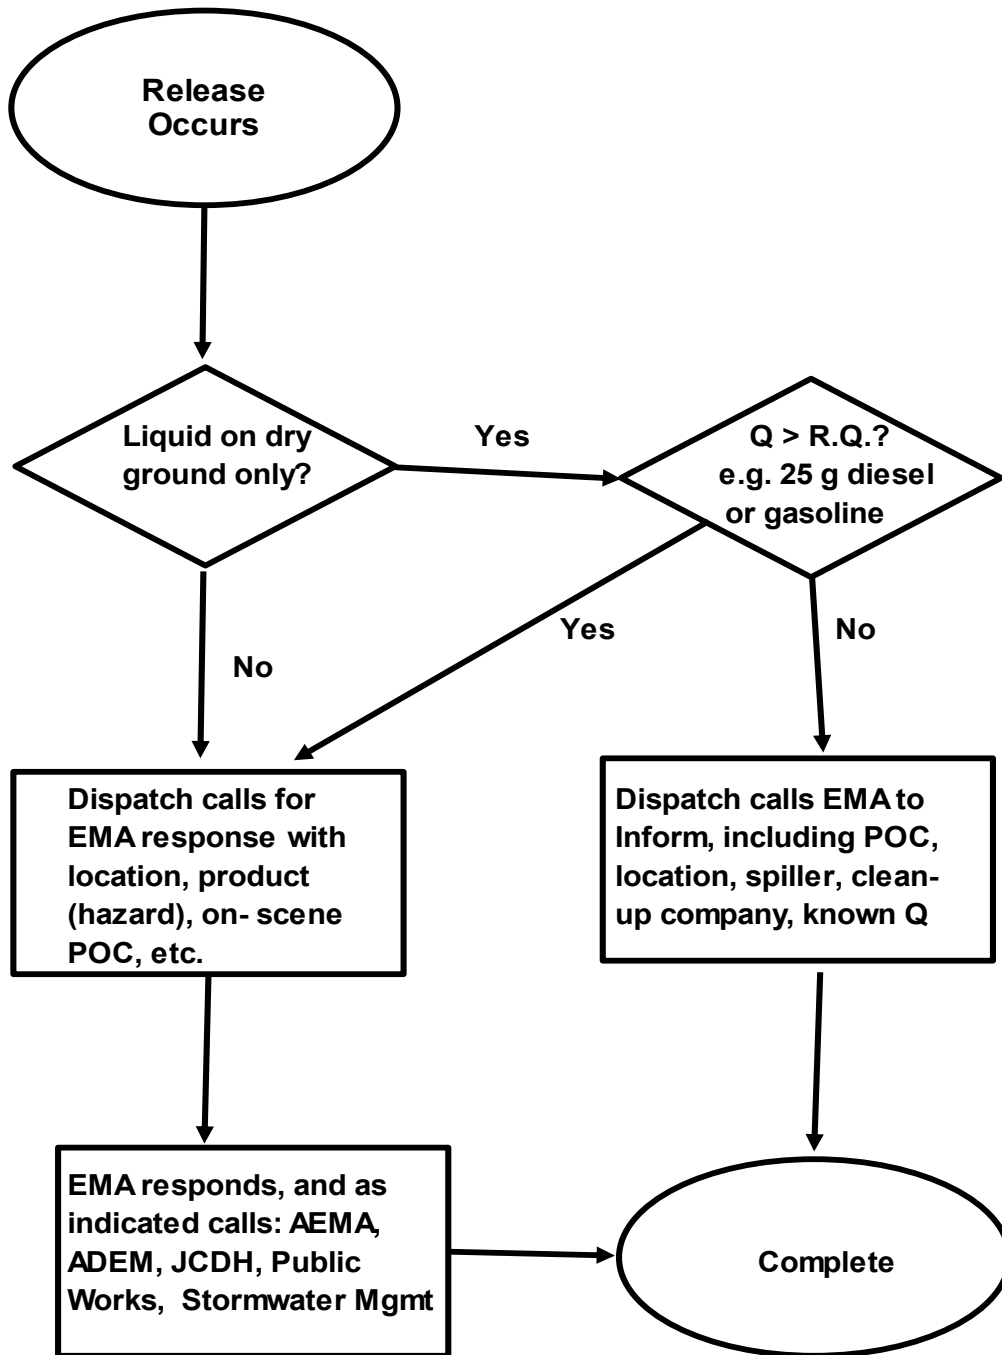 Release
Occurs
Liquid on dry
ground only?
Yes
Q > R.Q.?
e.g. 25 g diesel
or gasoline
No
Yes
No
Dispatch calls for
EMA response with
location, product
(hazard), on- scene
POC, etc.
Dispatch calls EMA to
Inform, including POC,
location, spiller, clean-
up company, known Q
EMA responds, and as
indicated calls: AEMA,
ADEM, JCDH, Public
Works, Stormwater Mgmt
Complete